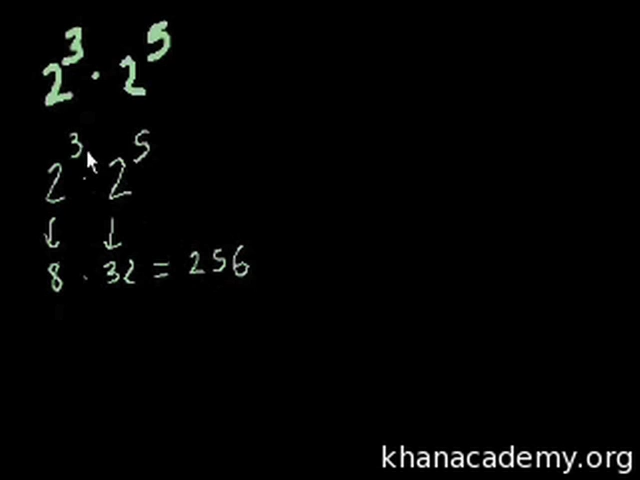 2³ · 2⁵
2³ · 2⁵
↓ ↓
8 · 32 = 256
khanacademy.org